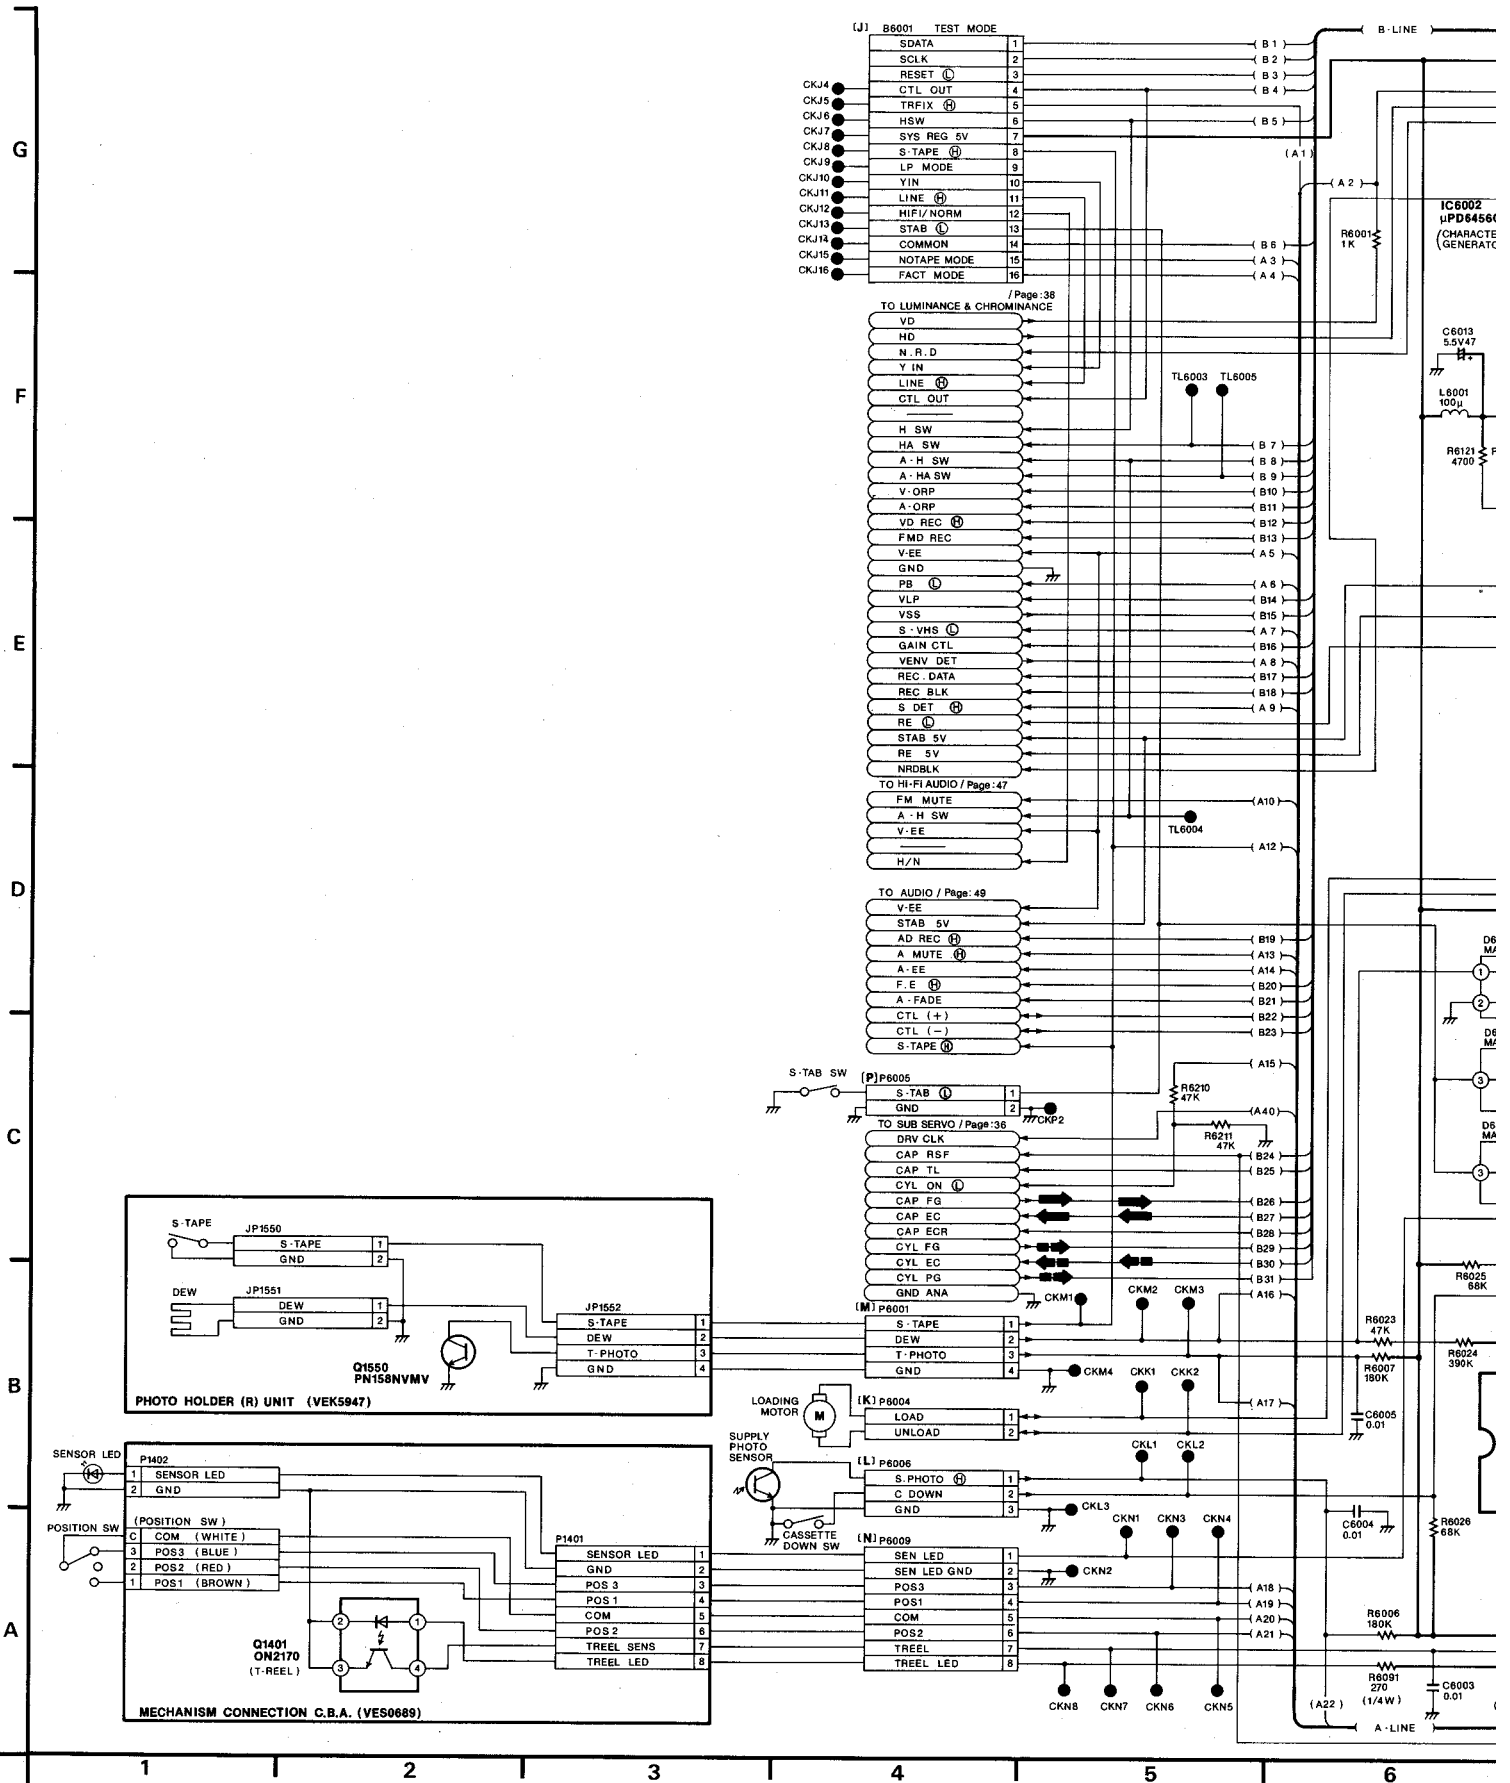 [J] B6001 TEST MODE
SDATA 1 B1
SCLK 2 B2
RESET Ⓛ 3 B3
CKJ4 CTL OUT 4 B4
CKJ5 TRFIX Ⓗ 5
CKJ6 HSW 6 B5
CKJ7 SYS REG 5V 7
CKJ8 S-TAPE Ⓗ 8
CKJ9 LP MODE 9
CKJ10 YIN 10
CKJ11 LINE Ⓗ 11
CKJ12 HIFI/NORM 12
CKJ13 STAB Ⓛ 13
CKJ14 COMMON 14 B6
CKJ15 NOTAPE MODE 15 A3
CKJ16 FACT MODE 16 A4
B-LINE
(A1)
A2
R6001
1K
IC6002
μPD6456
(CHARACTE
GENERATO
C6013
5.5V47
L6001
100μ
R6121
4700
TO LUMINANCE & CHROMINANCE / Page:38
VD
HD
N.R.D
Y IN
LINE Ⓗ
CTL OUT
H SW
HA SW B7
A-H SW B8
A-HA SW B9
V-ORP B10
A-ORP B11
VD REC Ⓗ B12
FMD REC B13
V-EE A5
GND
PB Ⓛ A6
VLP B14
VSS B15
S-VHS Ⓛ A7
GAIN CTL B16
VENV DET A8
REC.DATA B17
REC BLK B18
S DET Ⓗ A9
RE Ⓛ
STAB 5V
RE 5V
NRDBLK
TL6003 TL6005
TO HI-FI AUDIO / Page:47
FM MUTE A10
A-H SW
TL6004
V-EE
A12
H/N
TO AUDIO / Page:49
V-EE
STAB 5V
AD REC Ⓗ B19
A MUTE Ⓗ A13
A-EE A14
F.E Ⓗ B20
A-FADE B21
CTL (+) B22
CTL (−) B23
S-TAPE Ⓗ
A15
S-TAB SW [P] P6005
S-TAB Ⓛ 1
GND 2 CKP2
R6210
47K
A40
R6211
47K
TO SUB SERVO / Page:36
DRV CLK
CAP RSF B24
CAP TL B25
CYL ON Ⓛ
CAP FG B26
CAP EC B27
CAP ECR B28
CYL FG B29
CYL EC B30
CYL PG B31
GND ANA A16
CKM1 CKM2 CKM3
[M] P6001
S-TAPE 1
DEW 2
T-PHOTO 3
GND 4 CKM4
CKK1 CKK2
A17
LOADING
MOTOR
M
[K] P6004
LOAD 1
UNLOAD 2
CKL1 CKL2
SUPPLY
PHOTO
SENSOR
[L] P6006
S.PHOTO Ⓗ 1
C DOWN 2
GND 3 CKL3
CASSETTE
DOWN SW
CKN1 CKN3 CKN4
[N] P6009
SEN LED 1
SEN LED GND 2 CKN2
POS3 3 A18
POS1 4 A19
COM 5 A20
POS2 6 A21
TREEL 7
TREEL LED 8
CKN8 CKN7 CKN6 CKN5
R6025
68K
R6023
47K
R6024
390K
R6007
180K
C6005
0.01
C6004
0.01
R6026
68K
R6006
180K
R6091
270
(1/4W)
C6003
0.01
(A22)
A-LINE
S-TAPE
JP1550
S-TAPE 1
GND 2
DEW
JP1551
DEW 1
GND 2
Q1550
PN158NVMV
JP1552
S-TAPE 1
DEW 2
T-PHOTO 3
GND 4
PHOTO HOLDER (R) UNIT (VEK5947)
SENSOR LED
P1402
1 SENSOR LED
2 GND
POSITION SW
(POSITION SW)
C COM (WHITE)
3 POS3 (BLUE)
2 POS2 (RED)
1 POS1 (BROWN)
P1401
SENSOR LED 1
GND 2
POS 3 3
POS 1 4
COM 5
POS 2 6
TREEL SENS 7
TREEL LED 8
Q1401
ON2170
(T-REEL)
2 1
3 4
MECHANISM CONNECTION C.B.A. (VES0689)
D6
MA
1
2
D6
MA
3
D6
MA
3
G
F
E
D
C
B
A
1 2 3 4 5 6